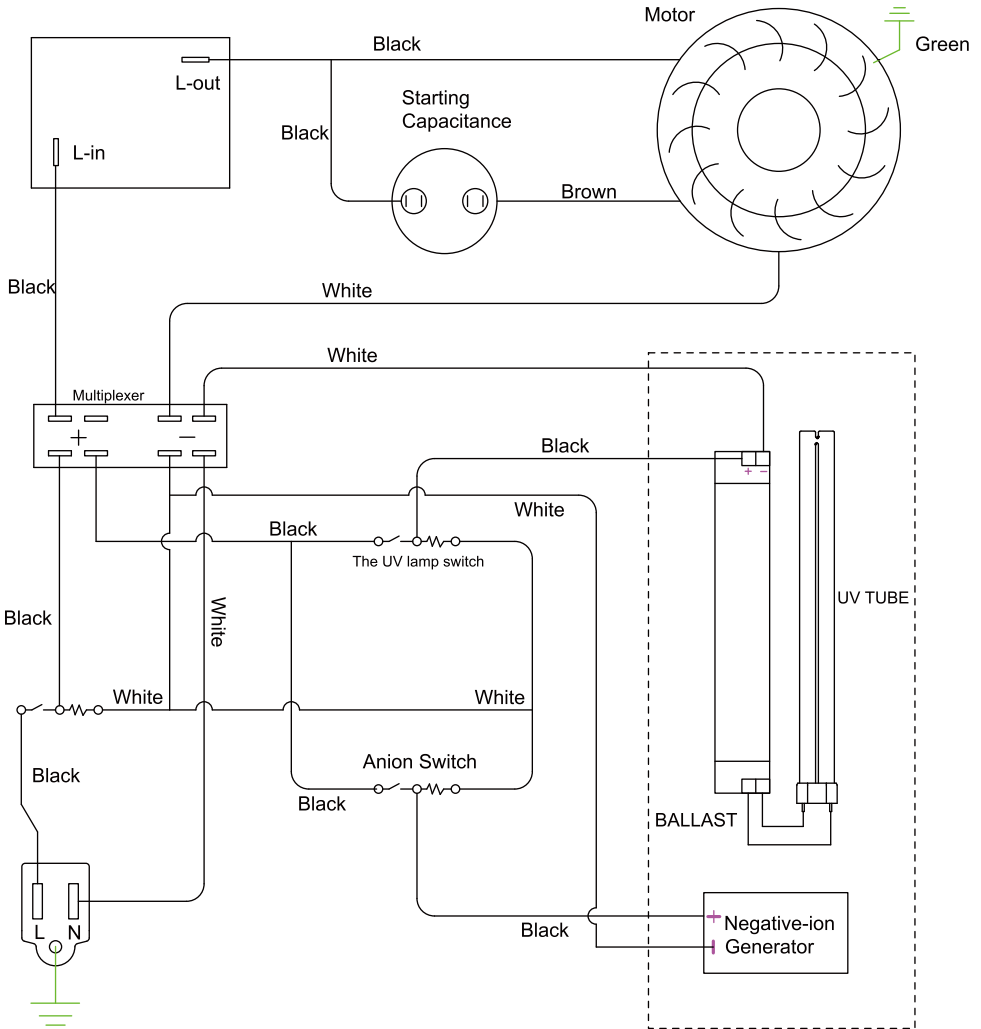 Motor
Black
Green
L-out
Starting
Capacitance
Black
L-in
Brown
Black
White
White
Multiplexer
+ −
Black
+ −
White
Black
The UV lamp switch
UV TUBE
Black
White
White
White
Anion Switch
Black
Black
BALLAST
L N
Black
+ Negative-ion
Generator